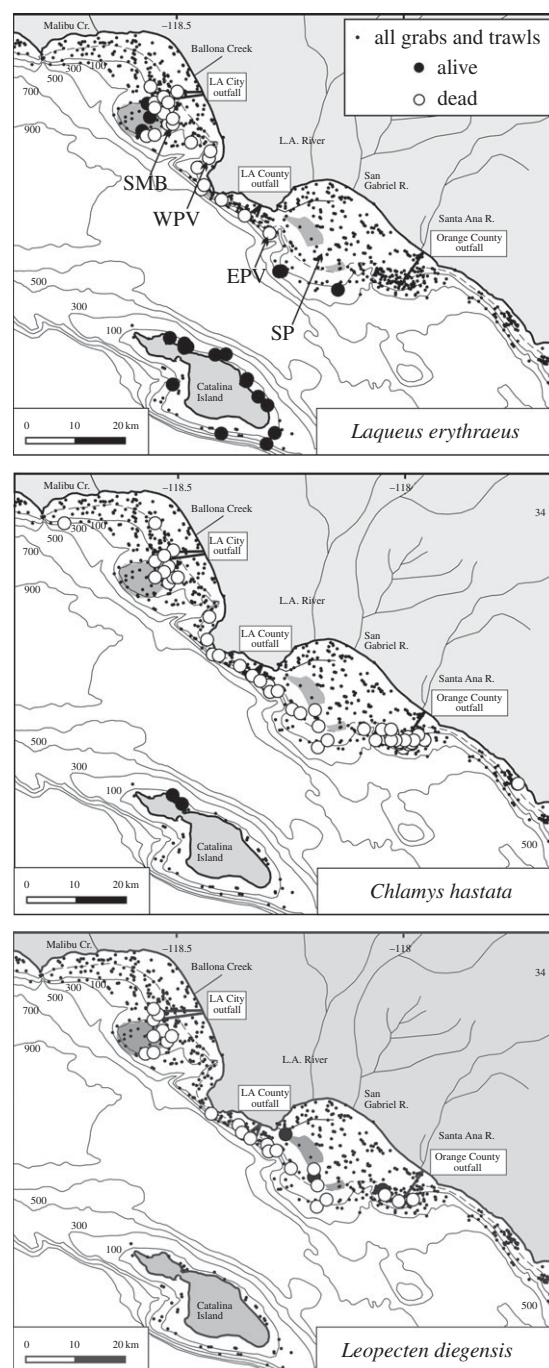 Malibu Cr.
–118.5
all grabs and trawls
alive
dead
Ballona Creek
500
300
100
700
900
LA City
outfall
L.A. River
LA County
outfall
San
Gabriel R.
SMB
WPV
Santa Ana R.
Orange County
outfall
EPV
SP
500
300
100
Catalina
Island
0 10 20 km
Laqueus erythraeus
Malibu Cr.
–118.5
–118
Ballona Creek
34
500
300
100
700
900
LA City
outfall
L.A. River
LA County
outfall
San
Gabriel R.
Santa Ana R.
Orange County
outfall
500
300
100
Catalina
Island
500
0 10 20 km
Chlamys hastata
Malibu Cr.
–118.5
–118
Ballona Creek
34
500
300
100
700
900
LA City
outfall
L.A. River
LA County
outfall
San
Gabriel R.
Santa Ana R.
Orange County
outfall
500
300
100
Catalina
Island
500
0 10 20 km
Leopecten diegensis